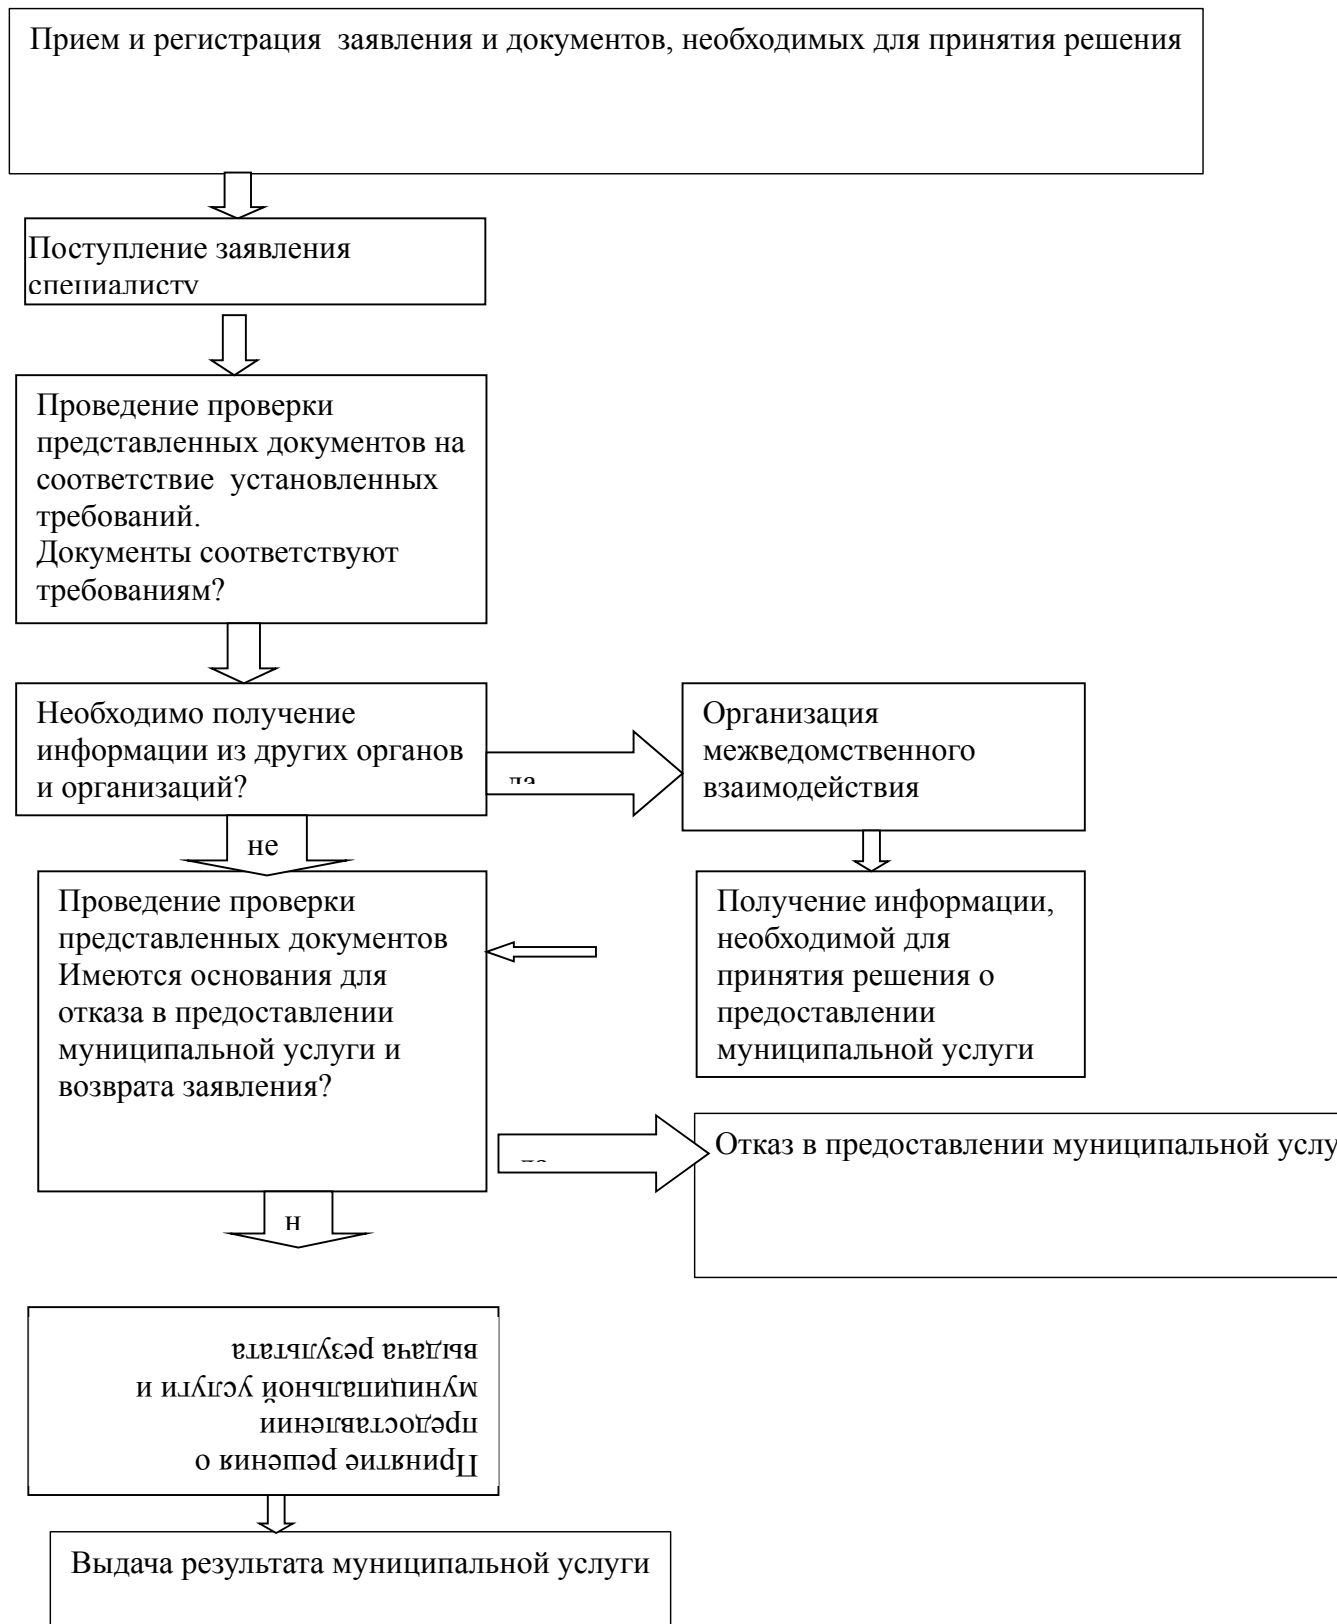 Прием и регистрация  заявления и документов, необходимых для принятия решения
Поступление заявления
специалисту
Проведение проверки
представленных документов на
соответствие  установленных
требований.
Документы соответствуют
требованиям?
Необходимо получение
информации из других органов
и организаций?
да
Организация
межведомственного
взаимодействия
не
Проведение проверки
представленных документов
Имеются основания для
отказа в предоставлении
муниципальной услуги и
возврата заявления?
Получение информации,
необходимой для
принятия решения о
предоставлении
муниципальной услуги
да
Отказ в предоставлении муниципальной услу
н
Принятие решения о
предоставлении
муниципальной услуги и
выдача результата
Выдача результата муниципальной услуги